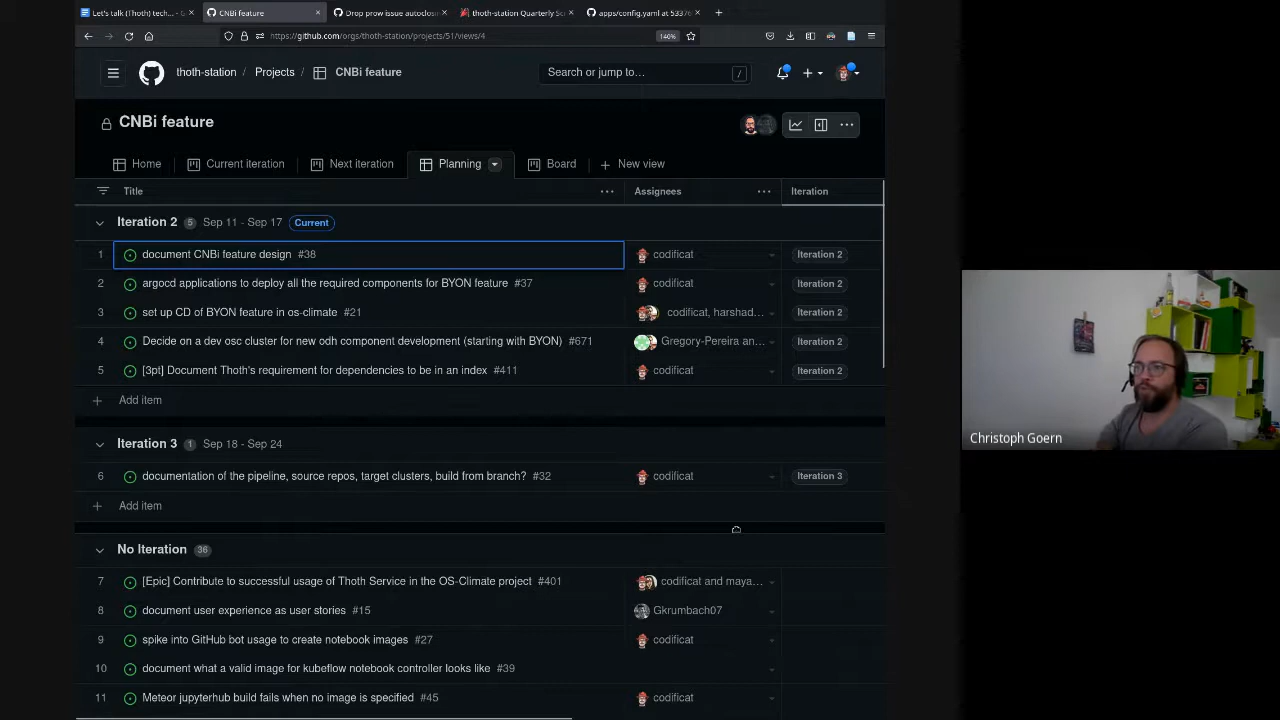 Let's talk (Thoth) tech...
CNBi feature
Drop prow issue autoclosi
thoth-station Quarterly Sc
apps/config.yaml at 53376
https://github.com/orgs/thoth-station/projects/51/views/4
140%
thoth-station / Projects / CNBi feature
Search or jump to... /
CNBi feature
Home
Current iteration
Next iteration
Planning
Board
New view
Title
Assignees
Iteration
Iteration 2 5 Sep 11 - Sep 17 Current
1 document CNBi feature design #38 codificat Iteration 2
2 argocd applications to deploy all the required components for BYON feature #37 codificat Iteration 2
3 set up CD of BYON feature in os-climate #21 codificat, harshad... Iteration 2
4 Decide on a dev osc cluster for new odh component development (starting with BYON) #671 Gregory-Pereira an... Iteration 2
5 [3pt] Document Thoth's requirement for dependencies to be in an index #411 codificat Iteration 2
+ Add item
Iteration 3 1 Sep 18 - Sep 24
6 documentation of the pipeline, source repos, target clusters, build from branch? #32 codificat Iteration 3
+ Add item
No Iteration 36
7 [Epic] Contribute to successful usage of Thoth Service in the OS-Climate project #401 codificat and maya...
8 document user experience as user stories #15 Gkrumbach07
9 spike into GitHub bot usage to create notebook images #27 codificat
10 document what a valid image for kubeflow notebook controller looks like #39
11 Meteor jupyterhub build fails when no image is specified #45 codificat
Christoph Goern